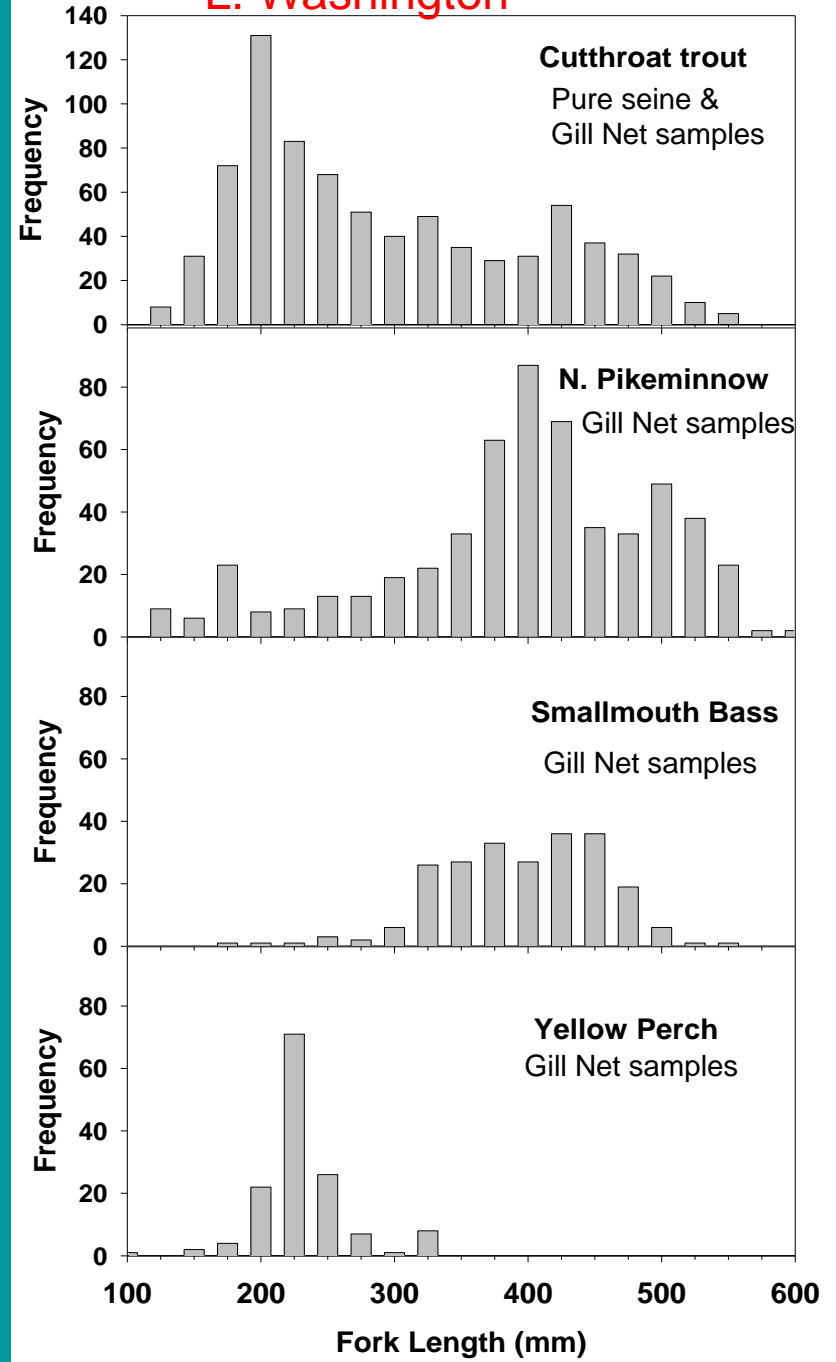 L. Washington
140
120
100
80
60
40
20
0
Frequency
Cutthroat trout
Pure seine &
Gill Net samples
80
60
40
20
0
Frequency
N. Pikeminnow
Gill Net samples
80
60
40
20
0
Frequency
Smallmouth Bass
Gill Net samples
80
60
40
20
0
Frequency
Yellow Perch
Gill Net samples
100 200 300 400 500 600
Fork Length (mm)